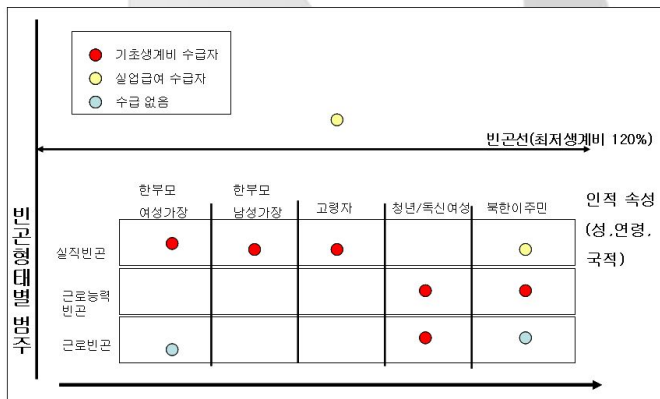 기초생계비 수급자
실업급여 수급자
수급 없음
빈곤선(최저생계비 120%)
한부모
여성가장
한부모
남성가장
고령자
청년/독신여성
북한이주민
인적 속성
(성,연령,
국적)
빈곤형태별 범주
실직빈곤
근로능력
빈곤
근로빈곤